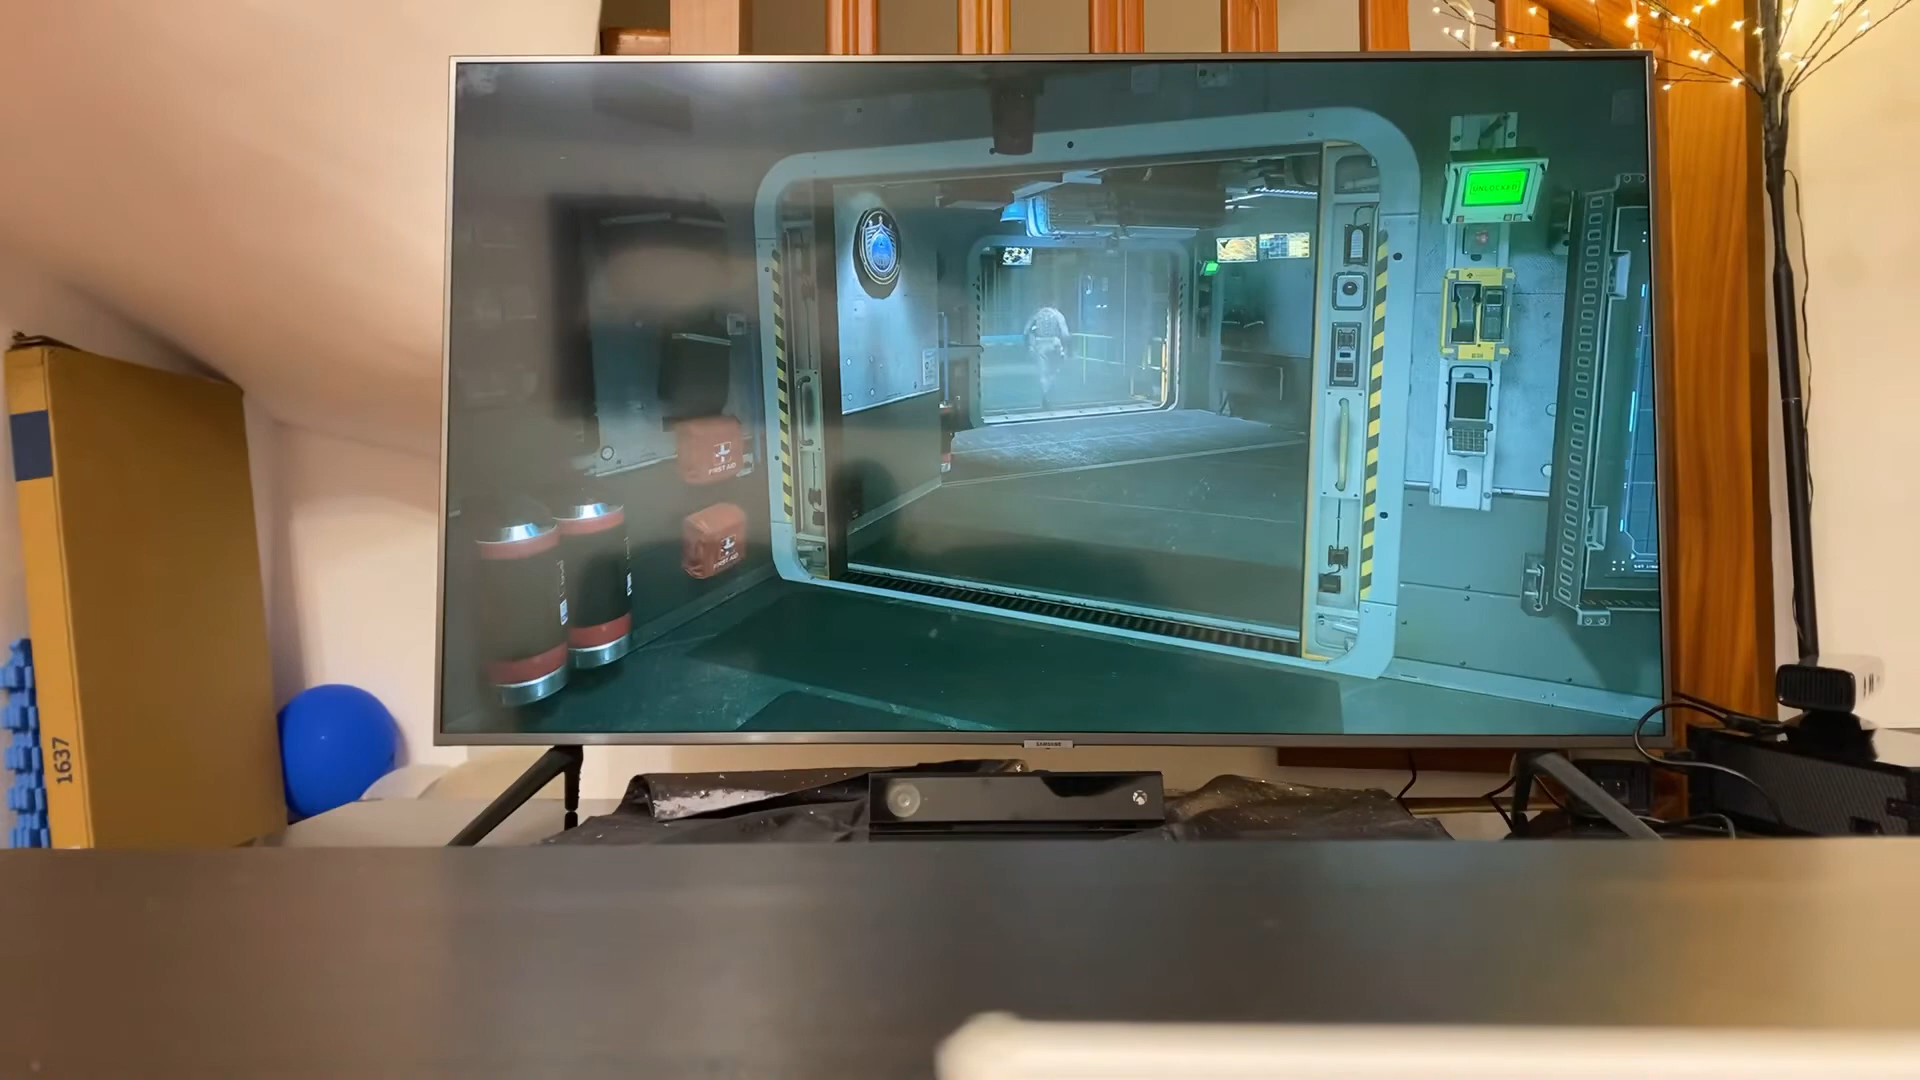 UNLOCKED
FIRST AID
FIRST AID
SAMSUNG
1637